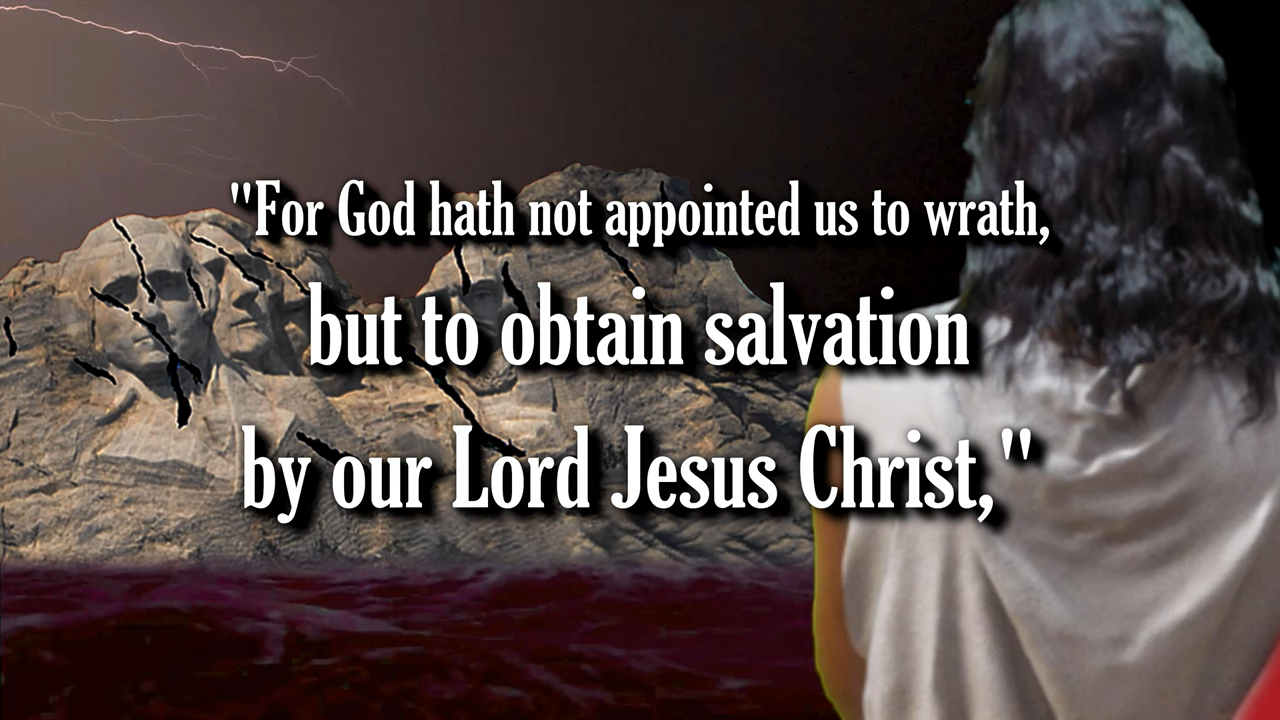 "For God hath not appointed us to wrath,
but to obtain salvation
by our Lord Jesus Christ,"